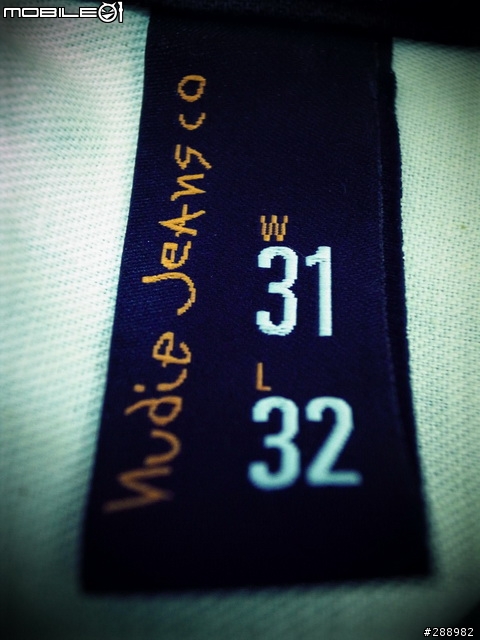 MOBILE01
Nudie Jeans co
W
31
L
32
#288982